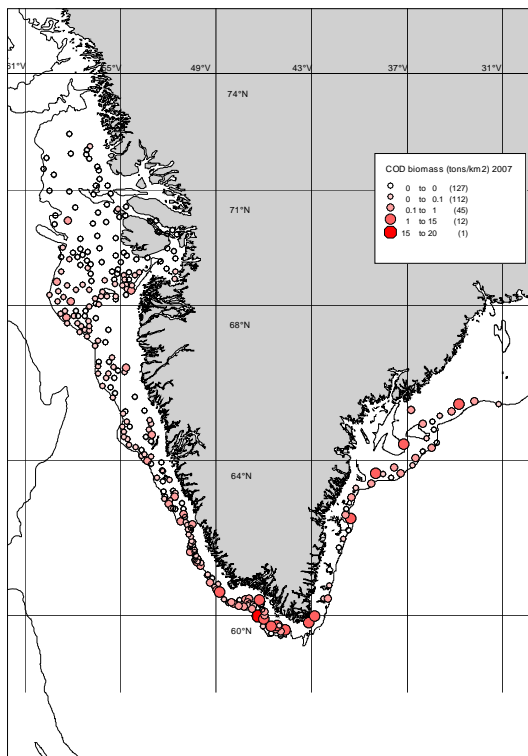 61°V 55°V 49°V 43°V 37°V 31°V
74°N
COD biomass (tons/km2) 2007
0 to 0 (127)
0 to 0.1 (112)
71°N
0.1 to 1 (45)
1 to 15 (12)
15 to 20 (1)
68°N
64°N
60°N